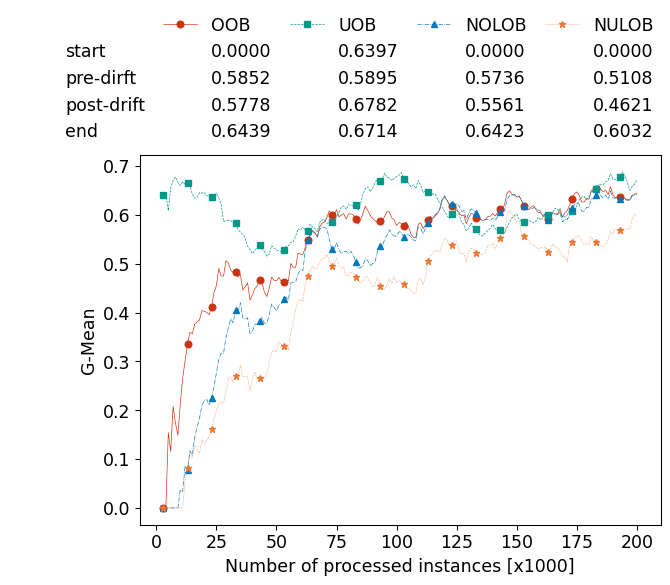 OOB UOB NOLOB NULOB
start 0.0000 0.6397 0.0000 0.0000
pre-dirft 0.5852 0.5895 0.5736 0.5108
post-drift 0.5778 0.6782 0.5561 0.4621
end 0.6439 0.6714 0.6423 0.6032
0.7
0.6
0.5
0.4
0.3
0.2
0.1
0.0
G-Mean
0 25 50 75 100 125 150 175 200
Number of processed instances [x1000]